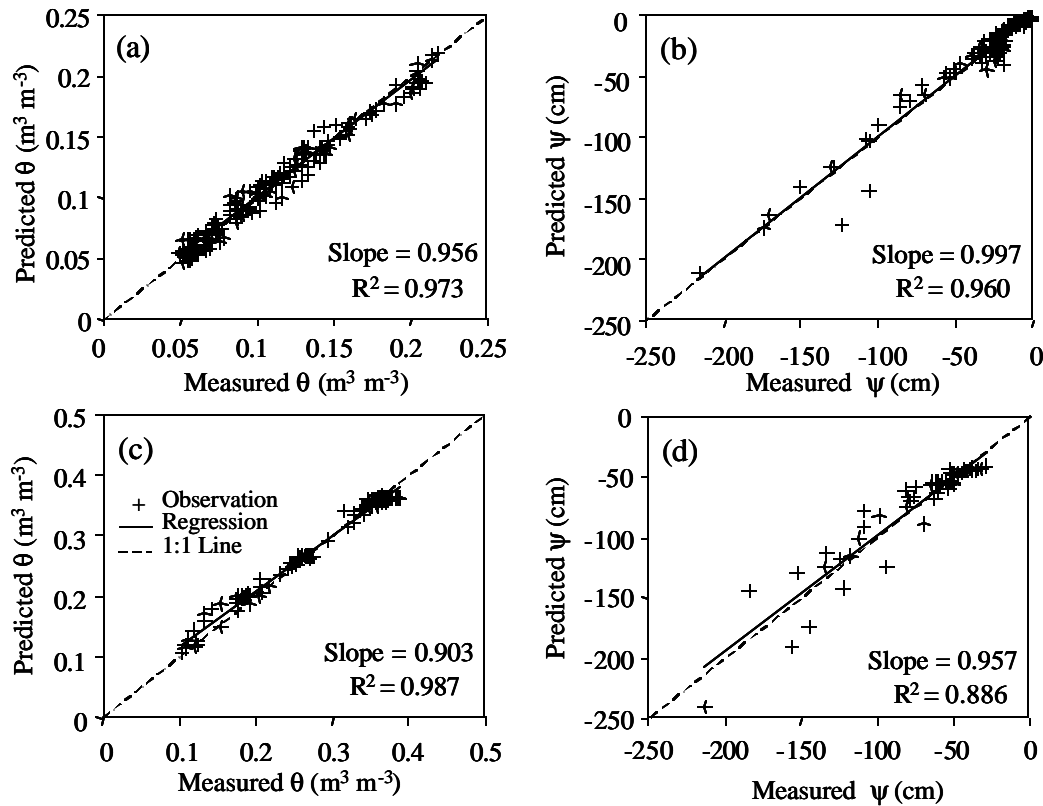 (a)
0.25
0.2
0.15
0.1
0.05
0
Predicted θ (m³ m⁻³)
Slope = 0.956
R² = 0.973
0 0.05 0.1 0.15 0.2 0.25
Measured θ (m³ m⁻³)
(b)
0
-50
-100
-150
-200
-250
Predicted ψ (cm)
Slope = 0.997
R² = 0.960
-250 -200 -150 -100 -50 0
Measured ψ (cm)
(c)
0.5
0.4
0.3
0.2
0.1
0
Predicted θ (m³ m⁻³)
Observation
Regression
1:1 Line
Slope = 0.903
R² = 0.987
0 0.1 0.2 0.3 0.4 0.5
Measured θ (m³ m⁻³)
(d)
0
-50
-100
-150
-200
-250
Predicted ψ (cm)
Slope = 0.957
R² = 0.886
-250 -200 -150 -100 -50 0
Measured ψ (cm)